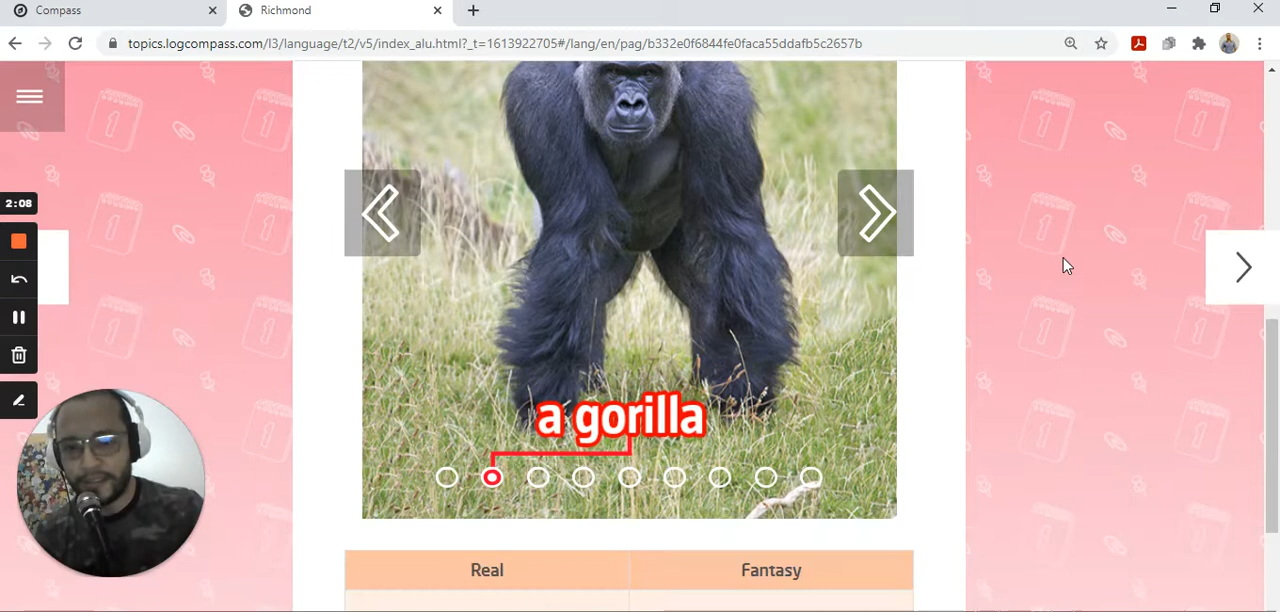 Compass
Richmond
topics.logcompass.com/l3/language/t2/v5/index_alu.html?_t=1613922705#/lang/en/pag/b332e0f6844fe0faca55ddafb5c2657b
2:08
a gorilla
Real
Fantasy